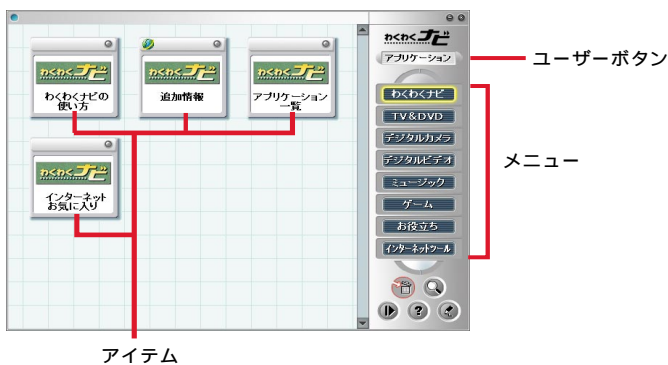 わくわくナビ
アプリケーション
ユーザーボタン
わくわくナビ
わくわくナビの
使い方
わくわくナビ
追加情報
わくわくナビ
アプリケーション
一覧
わくわくナビ
インターネット
お気に入り
わくわくナビ
TV&DVD
デジタルカメラ
デジタルビデオ
ミュージック
ゲーム
お役立ち
インターネットツール
メニュー
?
アイテム